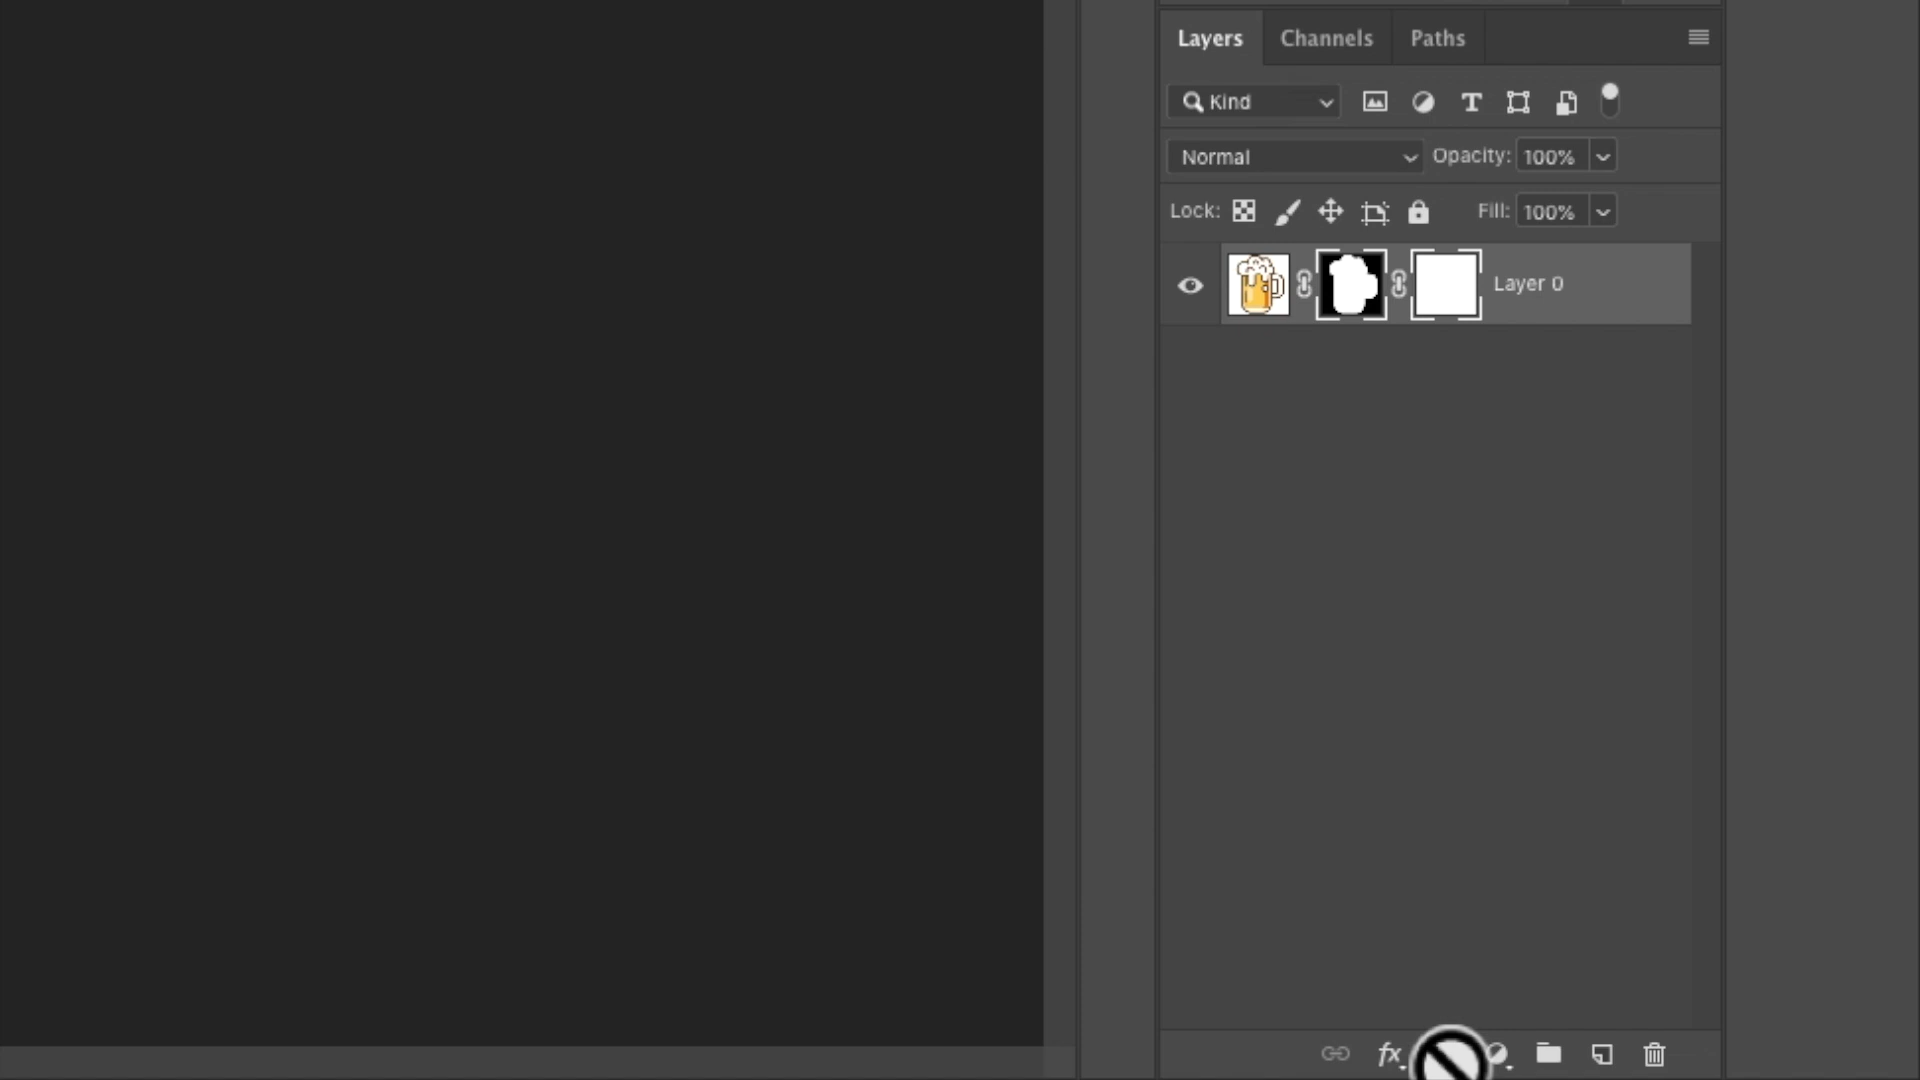 Layers Channels Paths
Kind T
Normal Opacity: 100%
Lock: Fill: 100%
Layer 0
fx